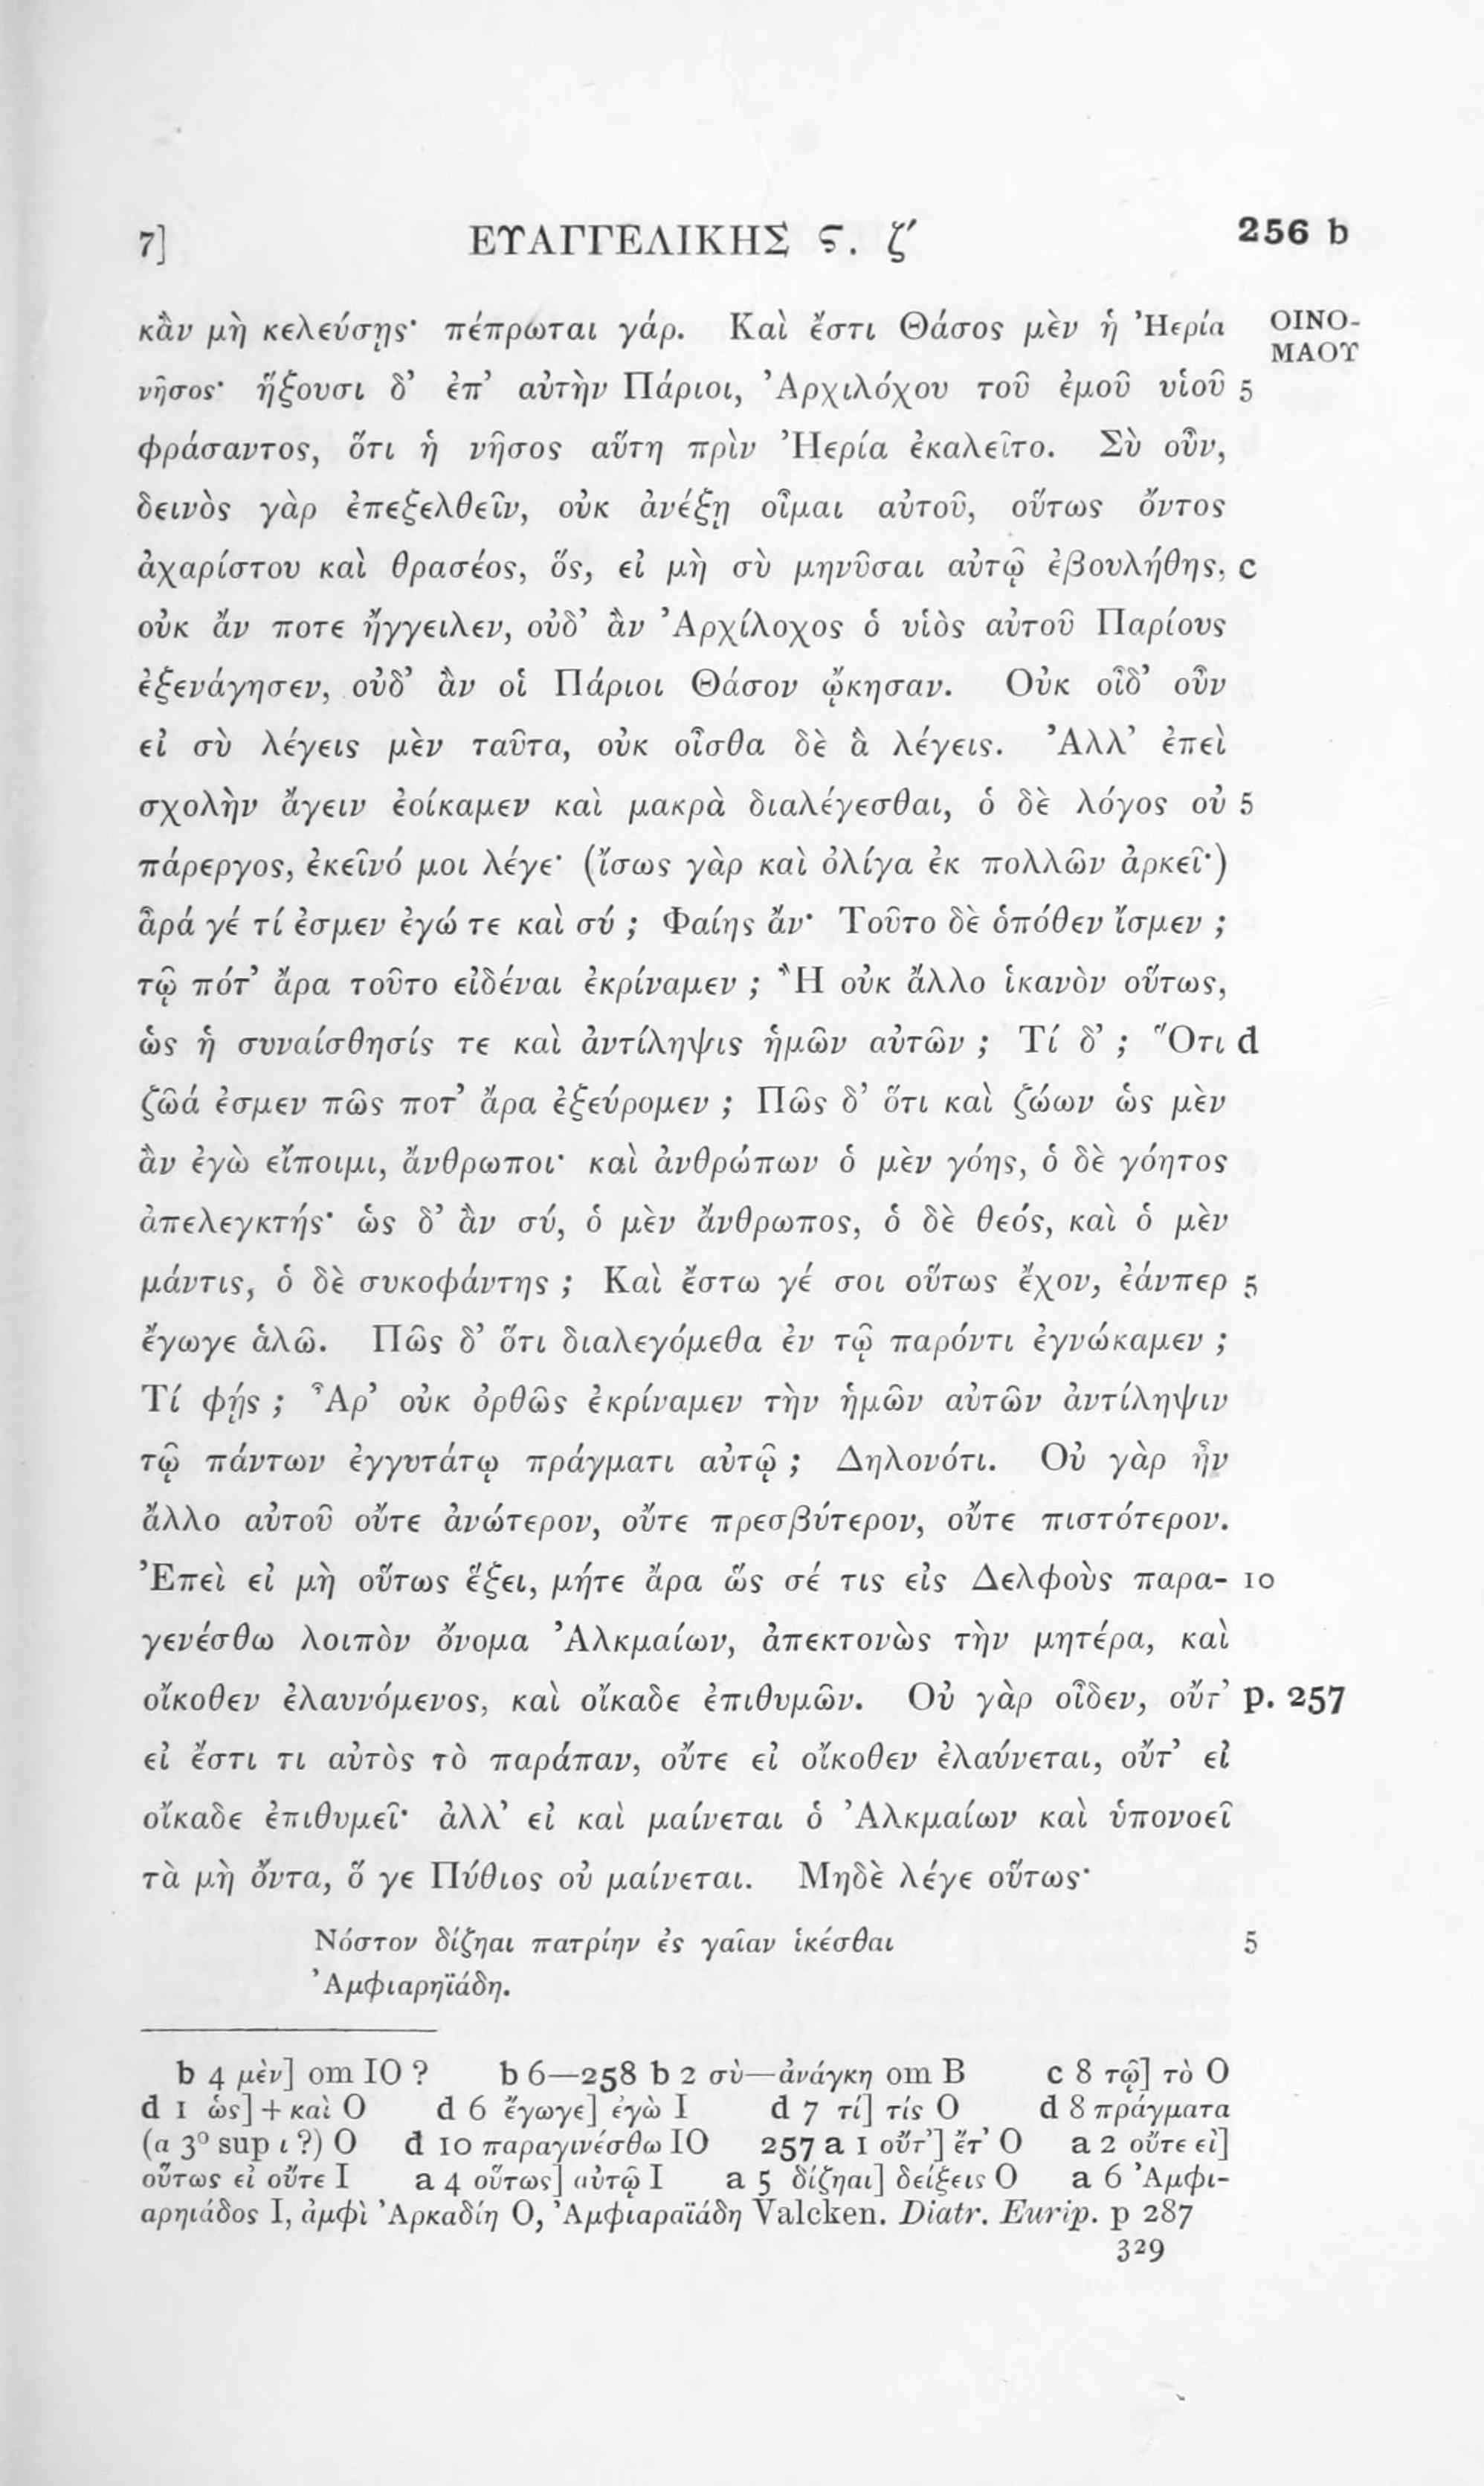 7] ΕΥΑΓΓΕΛΙΚΗΣ ϛ. ζ′ 256 b
κἂν μὴ κελεύσῃς· πέπρωται γάρ. Καὶ ἔστι Θάσος μὲν ἡ Ἠερία ΟΙΝΟ-
ΜΑΟΥ
νῆσος· ἥξουσι δ’ ἐπ’ αὐτὴν Πάριοι, Ἀρχιλόχου τοῦ ἐμοῦ υἱοῦ 5
φράσαντος, ὅτι ἡ νῆσος αὕτη πρὶν Ἠερία ἐκαλεῖτο. Σὺ οὖν,
δεινὸς γὰρ ἐπεξελθεῖν, οὐκ ἀνέξῃ οἶμαι αὐτοῦ, οὕτως ὄντος
ἀχαρίστου καὶ θρασέος, ὅς, εἰ μὴ σὺ μηνῦσαι αὐτῷ ἐβουλήθης, c
οὐκ ἄν ποτε ἤγγειλεν, οὐδ’ ἂν Ἀρχίλοχος ὁ υἱὸς αὐτοῦ Παρίους
ἐξενάγησεν, οὐδ’ ἂν οἱ Πάριοι Θάσον ᾤκησαν. Οὐκ οἶδ’ οὖν
εἰ σὺ λέγεις μὲν ταῦτα, οὐκ οἶσθα δὲ ἃ λέγεις. Ἀλλ’ ἐπεὶ
σχολὴν ἄγειν ἐοίκαμεν καὶ μακρὰ διαλέγεσθαι, ὁ δὲ λόγος οὐ 5
πάρεργος, ἐκεῖνό μοι λέγε· (ἴσως γὰρ καὶ ὀλίγα ἐκ πολλῶν ἀρκεῖ·)
ἆρά γέ τί ἐσμεν ἐγώ τε καὶ σύ ; Φαίης ἄν· Τοῦτο δὲ ὁπόθεν ἴσμεν ;
τῷ πότ’ ἄρα τοῦτο εἰδέναι ἐκρίναμεν ; Ἢ οὐκ ἄλλο ἱκανὸν οὕτως,
ὡς ἡ συναίσθησίς τε καὶ ἀντίληψις ἡμῶν αὐτῶν ; Τί δ’ ; Ὅτι d
ζῶά ἐσμεν πῶς ποτ’ ἄρα ἐξεύρομεν ; Πῶς δ’ ὅτι καὶ ζώων ὡς μὲν
ἂν ἐγὼ εἴποιμι, ἄνθρωποι· καὶ ἀνθρώπων ὁ μὲν γόης, ὁ δὲ γόητος
ἀπελεγκτής· ὡς δ’ ἂν σύ, ὁ μὲν ἄνθρωπος, ὁ δὲ θεός, καὶ ὁ μὲν
μάντις, ὁ δὲ συκοφάντης ; Καὶ ἔστω γέ σοι οὕτως ἔχον, ἐάνπερ 5
ἔγωγε ἁλῶ. Πῶς δ’ ὅτι διαλεγόμεθα ἐν τῷ παρόντι ἐγνώκαμεν ;
Τί φῄς ; Ἆρ’ οὐκ ὀρθῶς ἐκρίναμεν τὴν ἡμῶν αὐτῶν ἀντίληψιν
τῷ πάντων ἐγγυτάτῳ πράγματι αὐτῷ ; Δηλονότι. Οὐ γὰρ ἦν
ἄλλο αὐτοῦ οὔτε ἀνώτερον, οὔτε πρεσβύτερον, οὔτε πιστότερον.
Ἐπεὶ εἰ μὴ οὕτως ἕξει, μήτε ἄρα ὥς σέ τις εἰς Δελφοὺς παρα- 10
γενέσθω λοιπὸν ὄνομα Ἀλκμαίων, ἀπεκτονὼς τὴν μητέρα, καὶ
οἴκοθεν ἐλαυνόμενος, καὶ οἴκαδε ἐπιθυμῶν. Οὐ γὰρ οἶδεν, οὔτ’ p. 257
εἰ ἔστι τι αὐτὸς τὸ παράπαν, οὔτε εἰ οἴκοθεν ἐλαύνεται, οὔτ’ εἰ
οἴκαδε ἐπιθυμεῖ· ἀλλ’ εἰ καὶ μαίνεται ὁ Ἀλκμαίων καὶ ὑπονοεῖ
τὰ μὴ ὄντα, ὅ γε Πύθιος οὐ μαίνεται. Μηδὲ λέγε οὕτως·
Νόστον δίζηαι πατρίην ἐς γαῖαν ἱκέσθαι 5
Ἀμφιαρηϊάδη.
b 4 μὲν] om IO ? b 6—258 b 2 σὺ—ἀνάγκη om B c 8 τῷ] τὸ O
d 1 ὡς] + καὶ O d 6 ἔγωγε] ἐγὼ I d 7 τί] τίς O d 8 πράγματα
(α 3⁰ sup ι ?) O d 10 παραγινέσθω IO 257 a 1 οὔτ’] ἔτ’ O a 2 οὔτε εἰ]
οὕτως εἰ οὔτε I a 4 οὕτως] αὐτῷ I a 5 δίζηαι] δείξεις O a 6 Ἀμφι-
αρηιάδος I, ἀμφὶ Ἀρκαδίη O, Ἀμφιαραϊάδη Valcken. Diatr. Eurip. p 287
329